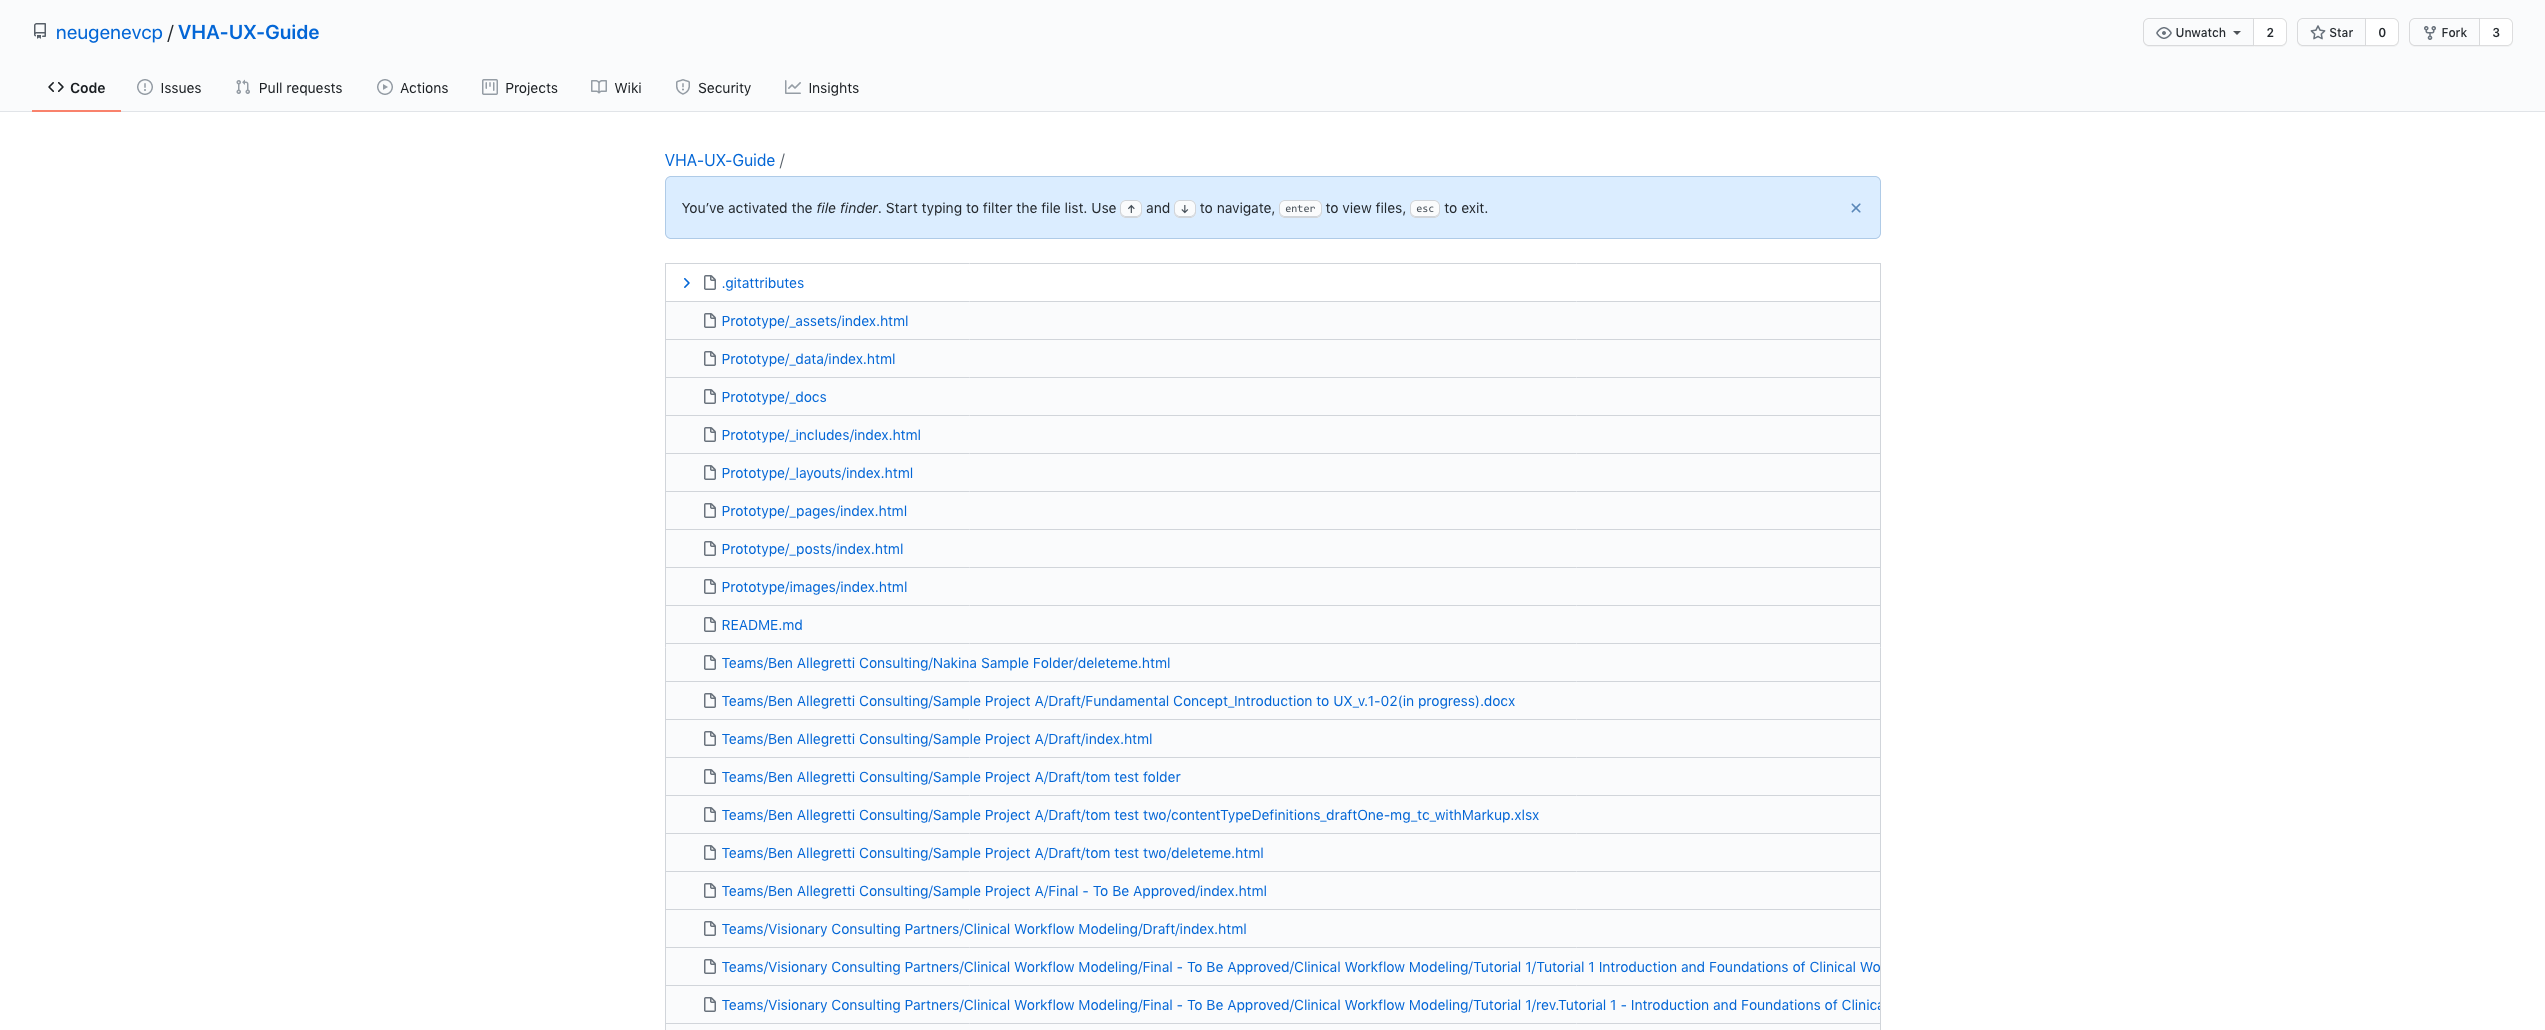 neugenevcp / VHA-UX-Guide
Unwatch 2 Star 0 Fork 3
Code Issues Pull requests Actions Projects Wiki Security Insights
VHA-UX-Guide /
You've activated the file finder. Start typing to filter the file list. Use ↑ and ↓ to navigate, enter to view files, esc to exit.
.gitattributes
Prototype/_assets/index.html
Prototype/_data/index.html
Prototype/_docs
Prototype/_includes/index.html
Prototype/_layouts/index.html
Prototype/_pages/index.html
Prototype/_posts/index.html
Prototype/images/index.html
README.md
Teams/Ben Allegretti Consulting/Nakina Sample Folder/deleteme.html
Teams/Ben Allegretti Consulting/Sample Project A/Draft/Fundamental Concept_Introduction to UX_v.1-02(in progress).docx
Teams/Ben Allegretti Consulting/Sample Project A/Draft/index.html
Teams/Ben Allegretti Consulting/Sample Project A/Draft/tom test folder
Teams/Ben Allegretti Consulting/Sample Project A/Draft/tom test two/contentTypeDefinitions_draftOne-mg_tc_withMarkup.xlsx
Teams/Ben Allegretti Consulting/Sample Project A/Draft/tom test two/deleteme.html
Teams/Ben Allegretti Consulting/Sample Project A/Final - To Be Approved/index.html
Teams/Visionary Consulting Partners/Clinical Workflow Modeling/Draft/index.html
Teams/Visionary Consulting Partners/Clinical Workflow Modeling/Final - To Be Approved/Clinical Workflow Modeling/Tutorial 1/Tutorial 1 Introduction and Foundations of Clinical Wo
Teams/Visionary Consulting Partners/Clinical Workflow Modeling/Final - To Be Approved/Clinical Workflow Modeling/Tutorial 1/rev.Tutorial 1 - Introduction and Foundations of Clinica